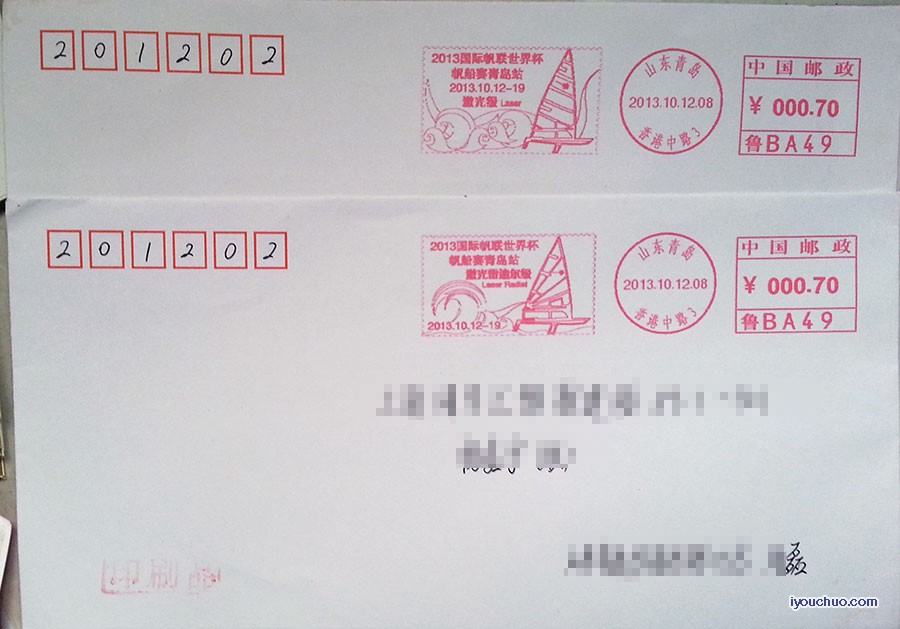 201202
2013国际帆联世界杯
帆船赛青岛站
2013.10.12-19
激光级 Laser
山东青岛
2013.10.12.08
香港中路3
中国邮政
¥ 000.70
鲁BA49
201202
2013国际帆联世界杯
帆船赛青岛站
激光雷迪尔级
Laser Radial
2013.10.12-19
山东青岛
2013.10.12.08
香港中路3
中国邮政
¥ 000.70
鲁BA49
印刷品
iyouchuo.com